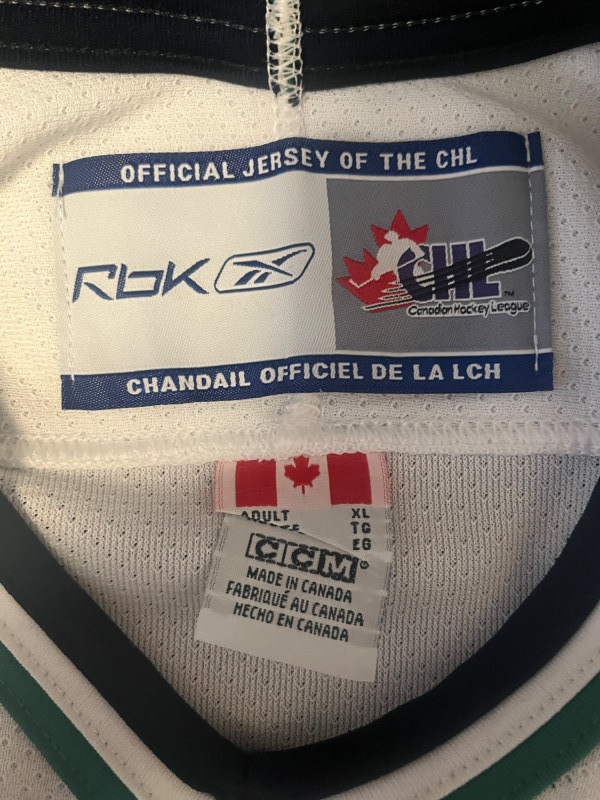 OFFICIAL JERSEY OF THE CHL
RbK
CHL
Canadian Hockey League™
CHANDAIL OFFICIEL DE LA LCH
ADULT XL
TG
EG
CCM®
MADE IN CANADA
FABRIQUÉ AU CANADA
HECHO EN CANADA